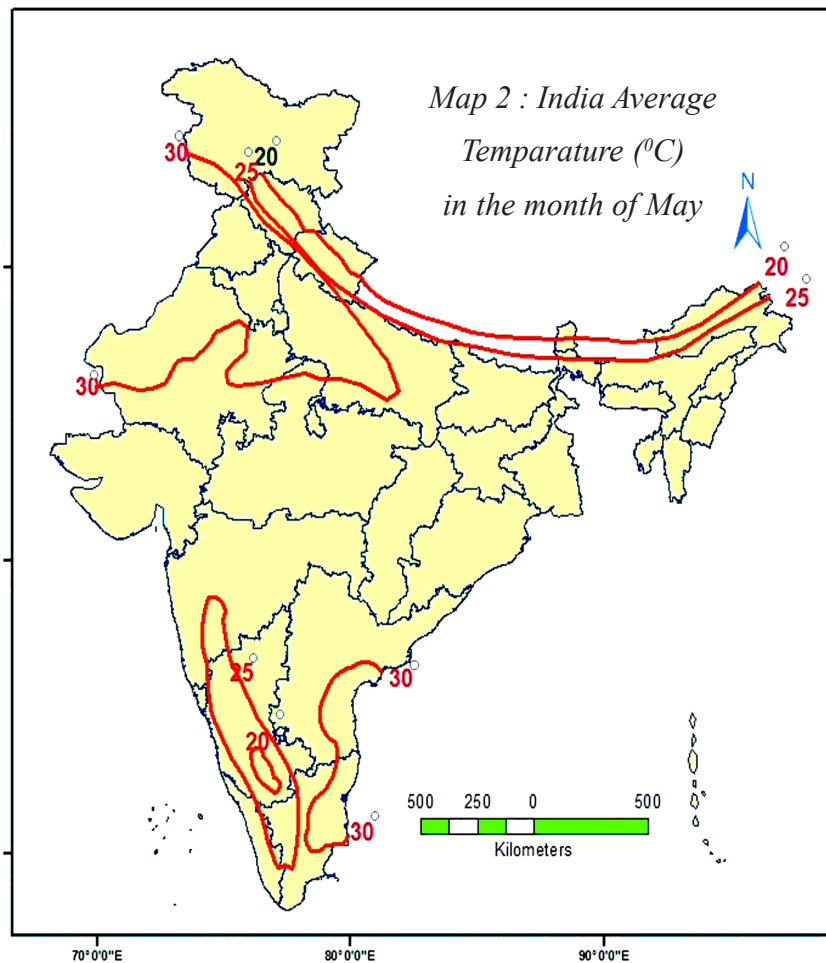 Map 2 : India Average
Temparature (⁰C)
in the month of May
N
30
20
25
20
25
30
25
20
30
30
500 250 0 500
Kilometers
70°0'0"E 80°0'0"E 90°0'0"E